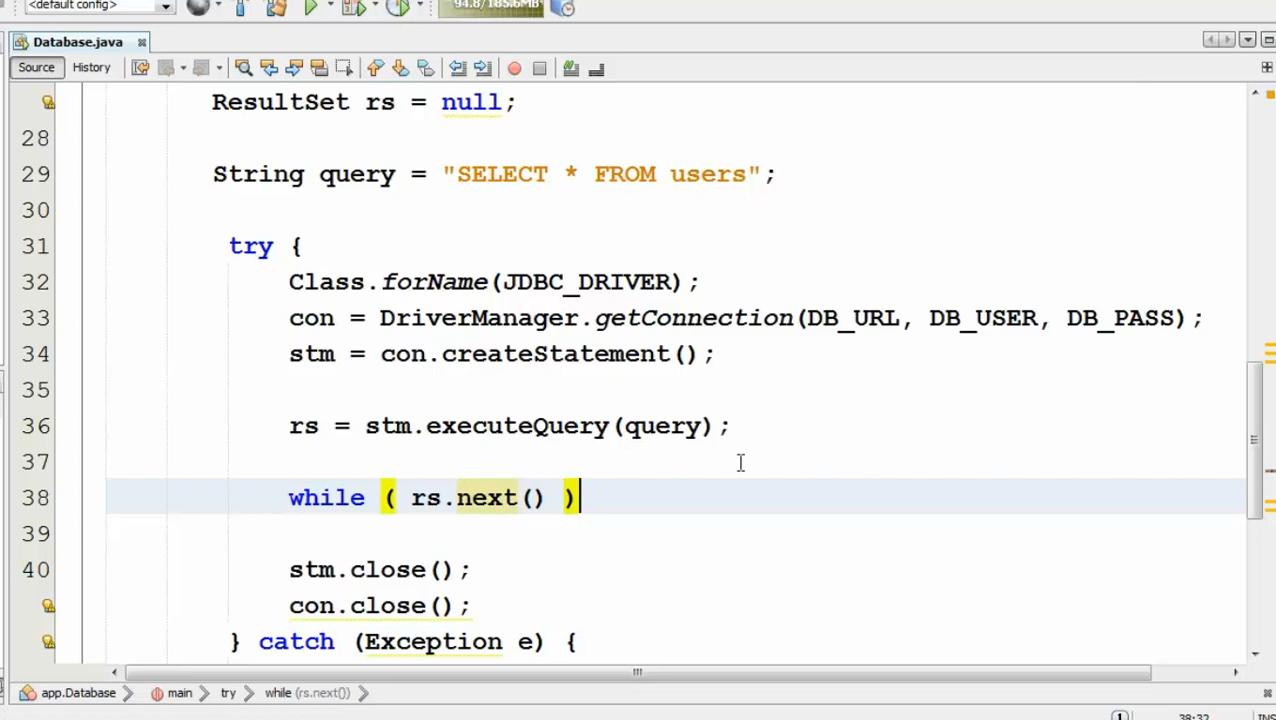 <default config>
94.8/185.6MB
Database.java
Source History
ResultSet rs = null;
28
29 String query = "SELECT * FROM users";
30
31 try {
32 Class.forName(JDBC_DRIVER);
33 con = DriverManager.getConnection(DB_URL, DB_USER, DB_PASS);
34 stm = con.createStatement();
35
36 rs = stm.executeQuery(query);
37
38 while ( rs.next() )
39
40 stm.close();
con.close();
} catch (Exception e) {
app.Database main try while (rs.next())
1 38:32 INS